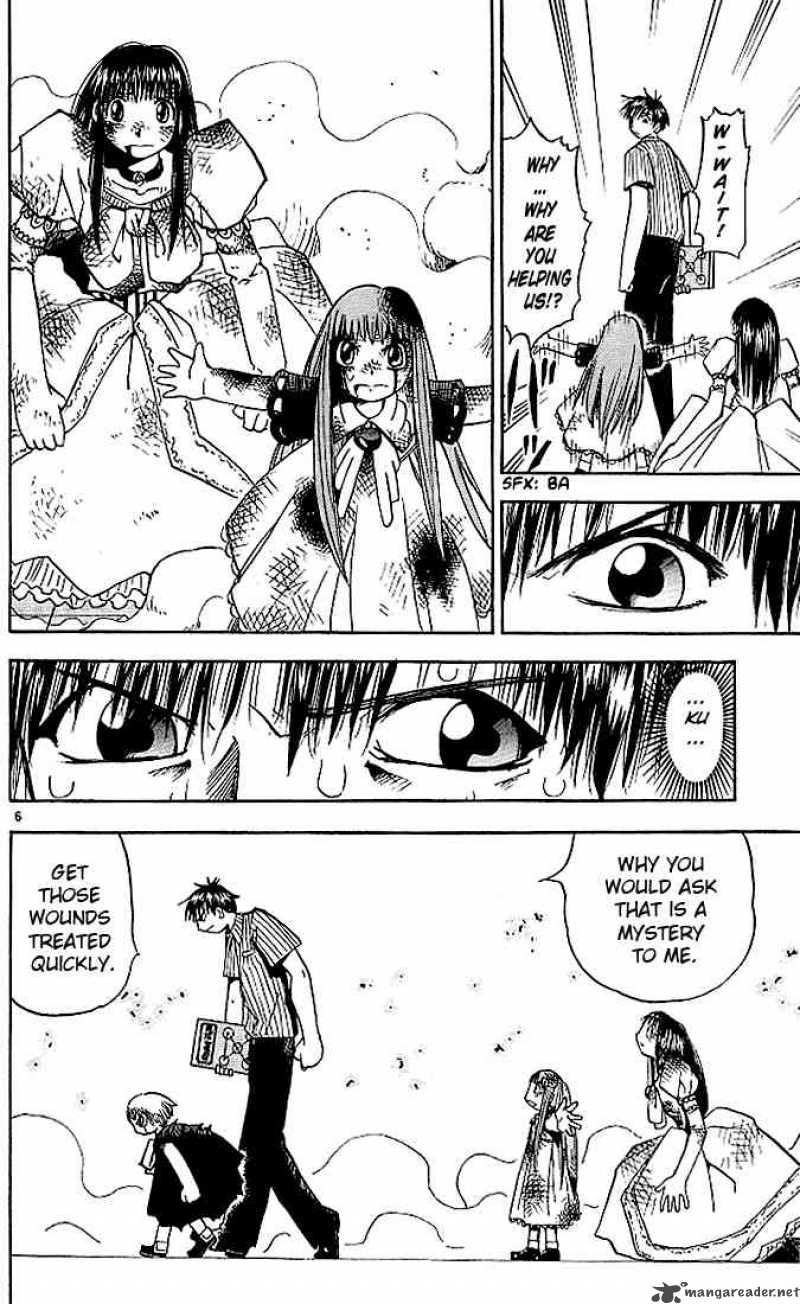 W-WAIT!
WHY
...
WHY
ARE
YOU
HELPING
US!?
SFX: BA
...
KU
...
6
WHY YOU
WOULD ASK
THAT IS A
MYSTERY
TO ME.
GET
THOSE
WOUNDS
TREATED
QUICKLY.
mangareader.net